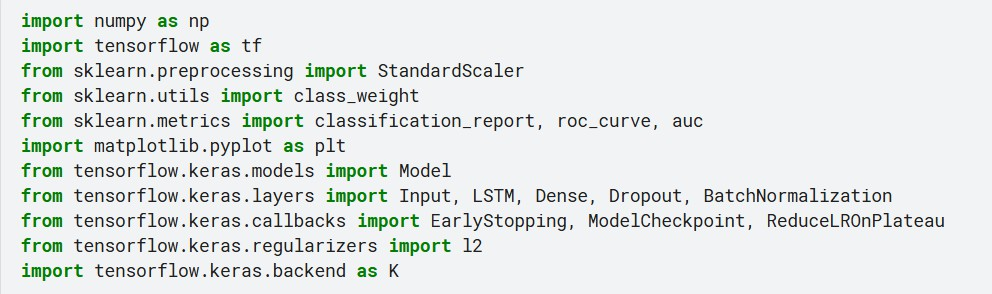 import numpy as np
import tensorflow as tf
from sklearn.preprocessing import StandardScaler
from sklearn.utils import class_weight
from sklearn.metrics import classification_report, roc_curve, auc
import matplotlib.pyplot as plt
from tensorflow.keras.models import Model
from tensorflow.keras.layers import Input, LSTM, Dense, Dropout, BatchNormalization
from tensorflow.keras.callbacks import EarlyStopping, ModelCheckpoint, ReduceLROnPlateau
from tensorflow.keras.regularizers import l2
import tensorflow.keras.backend as K